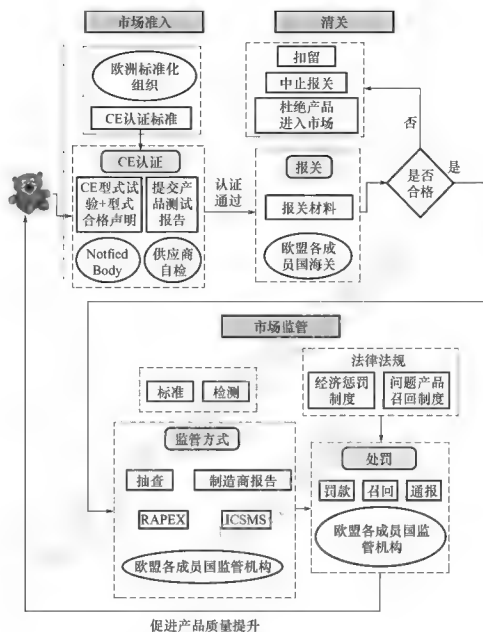 市场准入
欧洲标准化
组织
CE认证标准
CE认证
CE型式试
验+型式
合格声明
提交产
品测试
报告
Notfied
Body
供应商
自检
认证
通过
清关
扣留
中止报关
杜绝产品
进入市场
报关
报关材料
欧盟各成
员国海关
否
是否
合格
是
市场监管
标准
检测
监管方式
抽查
制造商报告
RAPEX
ICSMS
欧盟各成员国监管机构
法律法规
经济惩罚
制度
问题产品
召回制度
处罚
罚款
召回
通报
欧盟各成员国监
管机构
促进产品质量提升